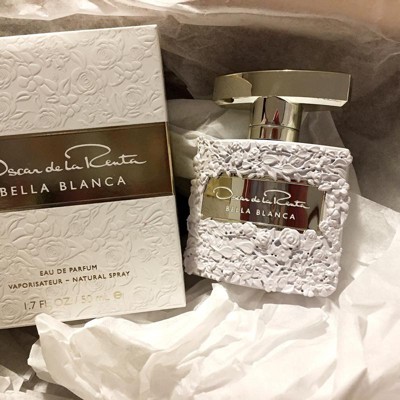 Oscar de la Renta
BELLA BLANCA
EAU DE PARFUM
VAPORISATEUR – NATURAL SPRAY
1.7 FL OZ / 50 mL ℮
Oscar de la Renta
BELLA BLANCA